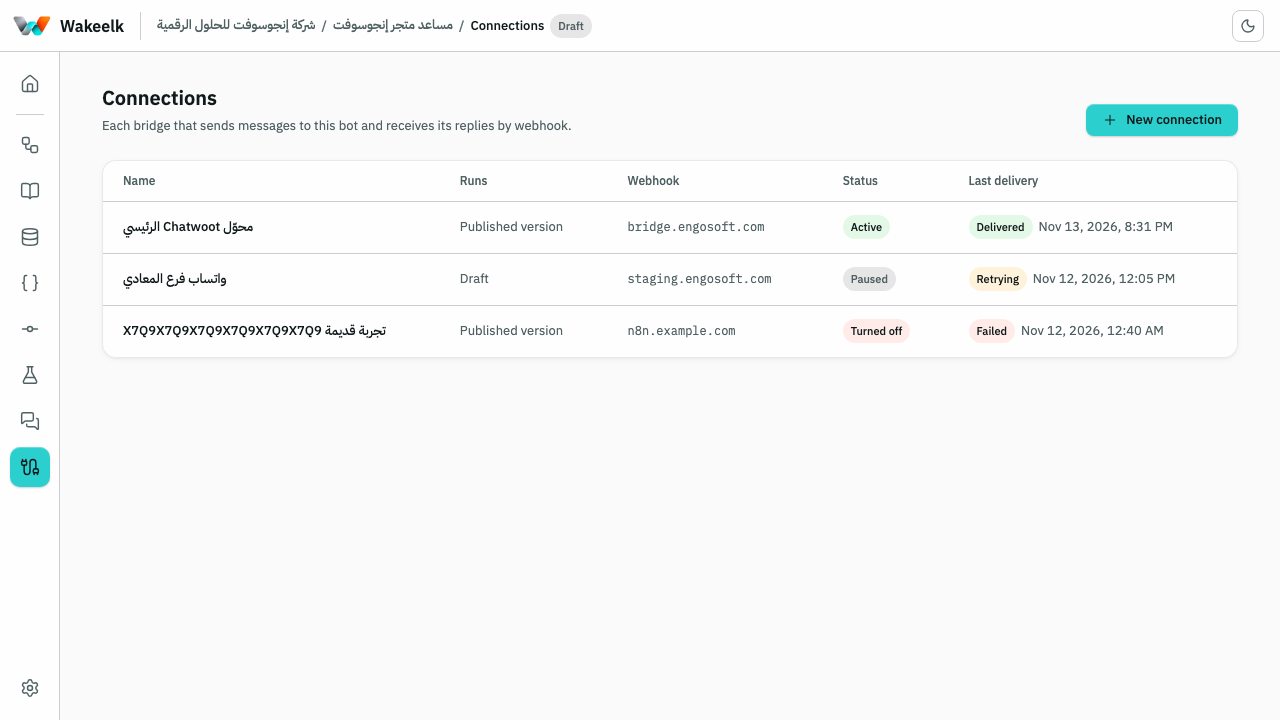 Wakeelk
شركة إنجوسوفت للحلول الرقمية / مساعد متجر إنجوسوفت / Connections Draft
Connections
Each bridge that sends messages to this bot and receives its replies by webhook.
New connection
Name Runs Webhook Status Last delivery
محوّل Chatwoot الرئيسي Published version bridge.engosoft.com Active Delivered Nov 13, 2026, 8:31 PM
واتساب فرع المعادي Draft staging.engosoft.com Paused Retrying Nov 12, 2026, 12:05 PM
تجربة قديمة X7Q9X7Q9X7Q9X7Q9X7Q9X7Q9 Published version n8n.example.com Turned off Failed Nov 12, 2026, 12:40 AM